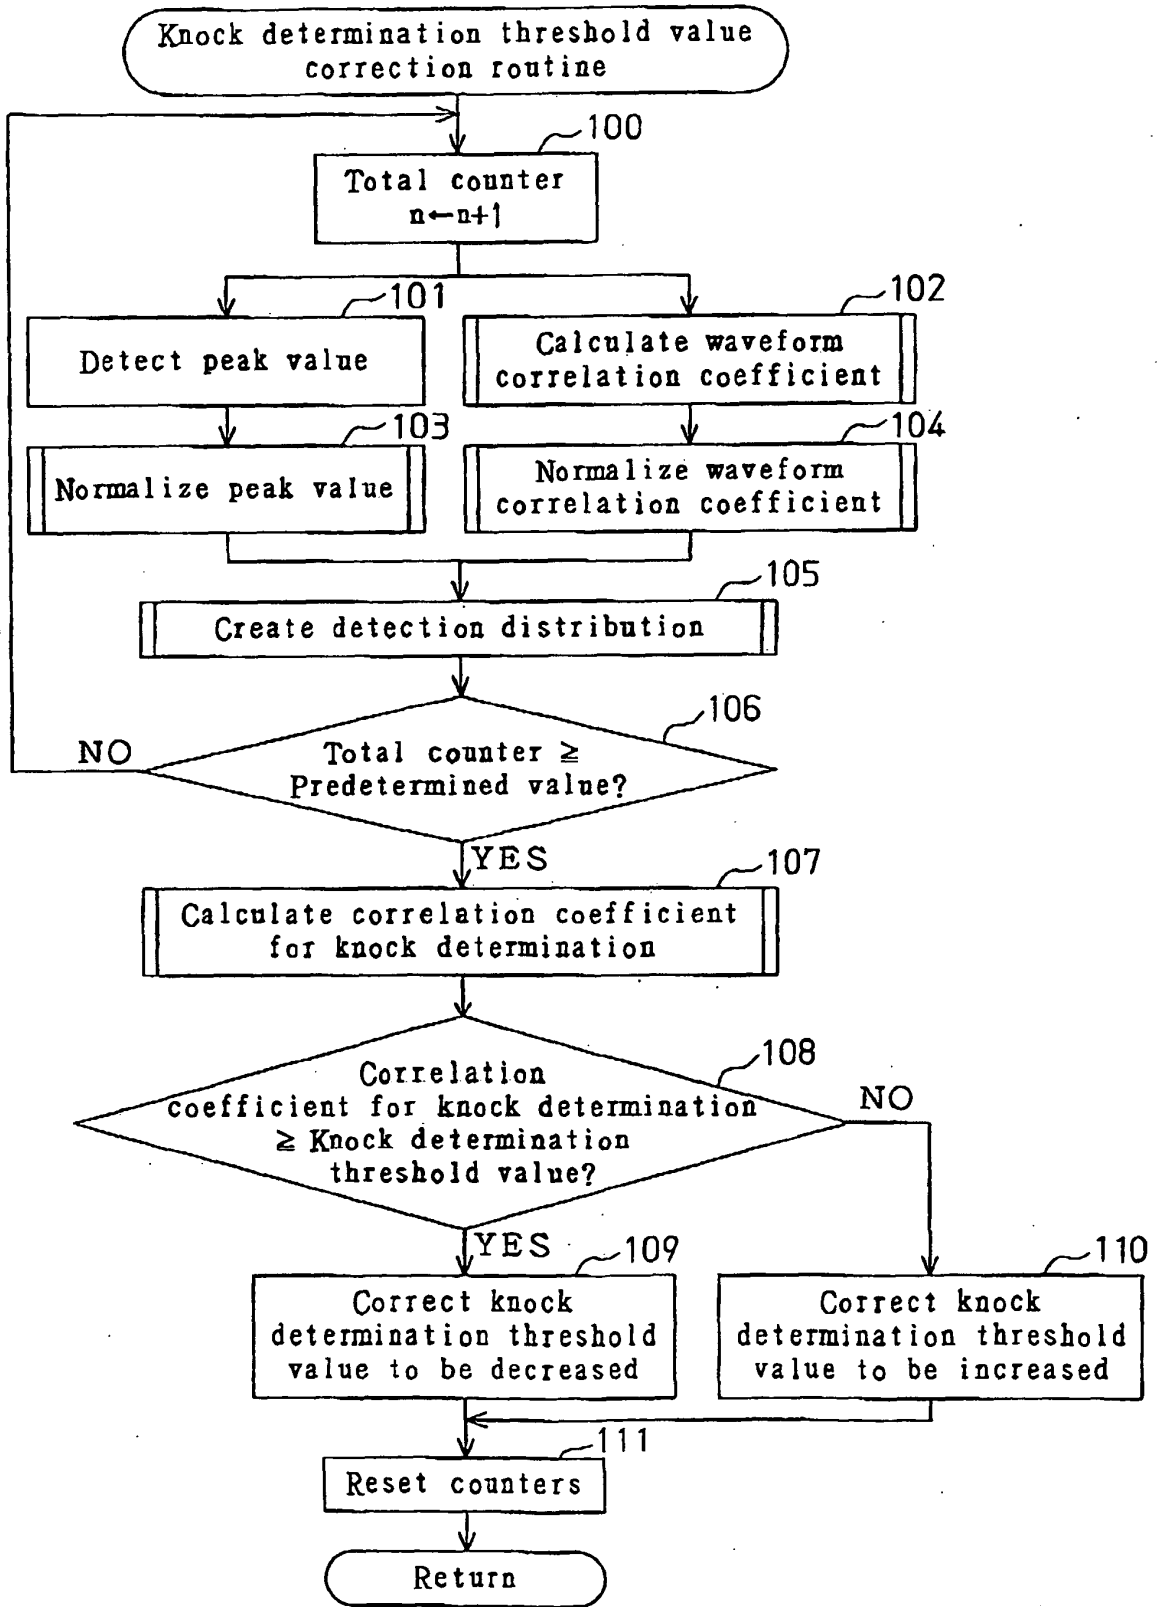 Knock determination threshold value
correction routine
100
Total counter
n←n+1
101
Detect peak value
102
Calculate waveform
correlation coefficient
103
Normalize peak value
104
Normalize waveform
correlation coefficient
105
Create detection distribution
106
Total counter ≧
Predetermined value?
NO
YES
107
Calculate correlation coefficient
for knock determination
108
Correlation
coefficient for knock determination
≧ Knock determination
threshold value?
NO
YES
109
Correct knock
determination threshold
value to be decreased
110
Correct knock
determination threshold
value to be increased
111
Reset counters
Return